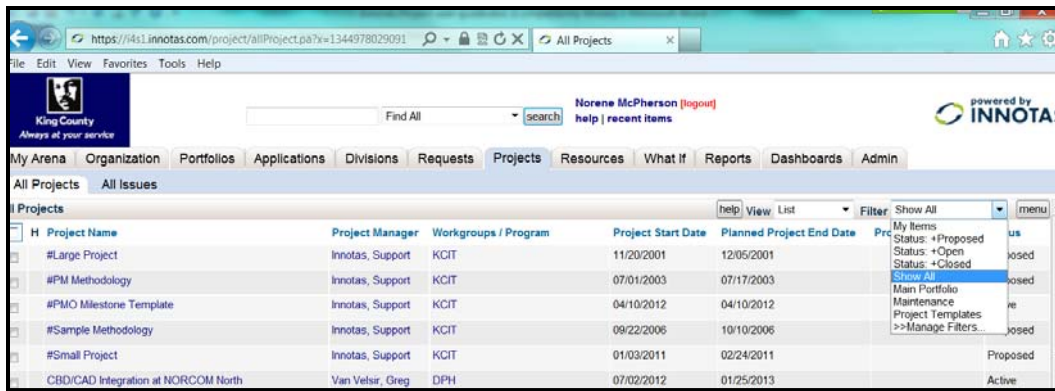 https://i4s1.innotas.com/project/allProject.pa?x=1344978029091
All Projects
File Edit View Favorites Tools Help
King County
Always at your service
Find All
search
Norene McPherson [logout]
help | recent items
powered by
INNOTAS
My Arena Organization Portfolios Applications Divisions Requests Projects Resources What If Reports Dashboards Admin
All Projects All Issues
ll Projects help View List Filter Show All menu
H Project Name Project Manager Workgroups / Program Project Start Date Planned Project End Date Pro us
My Items
Status: +Proposed
Status: +Open
Status: +Closed
Show All
Main Portfolio
Maintenance
Project Templates
>>Manage Filters...
#Large Project Innotas, Support KCIT 11/20/2001 12/05/2001 osed
#PM Methodology Innotas, Support KCIT 07/01/2003 07/17/2003 osed
#PMO Milestone Template Innotas, Support KCIT 04/10/2012 04/10/2012 ve
#Sample Methodology Innotas, Support KCIT 09/22/2006 10/10/2006 osed
#Small Project Innotas, Support KCIT 01/03/2011 02/24/2011 Proposed
CBD/CAD Integration at NORCOM North Van Velsir, Greg DPH 07/02/2012 01/25/2013 Active